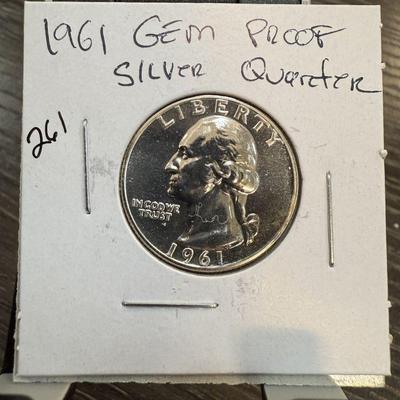 1961 GEM PROOF
SILVER Quarter
261
LIBERTY
IN GOD WE
TRUST
1961